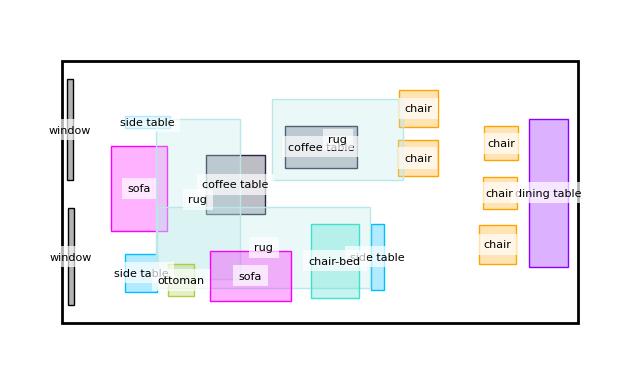 chair
side table
window
rug
coffee table
chair
chair
sofa
coffee table
chair
dining table
rug
chair
rug
window
chair-bed
side table
side table
ottoman
sofa